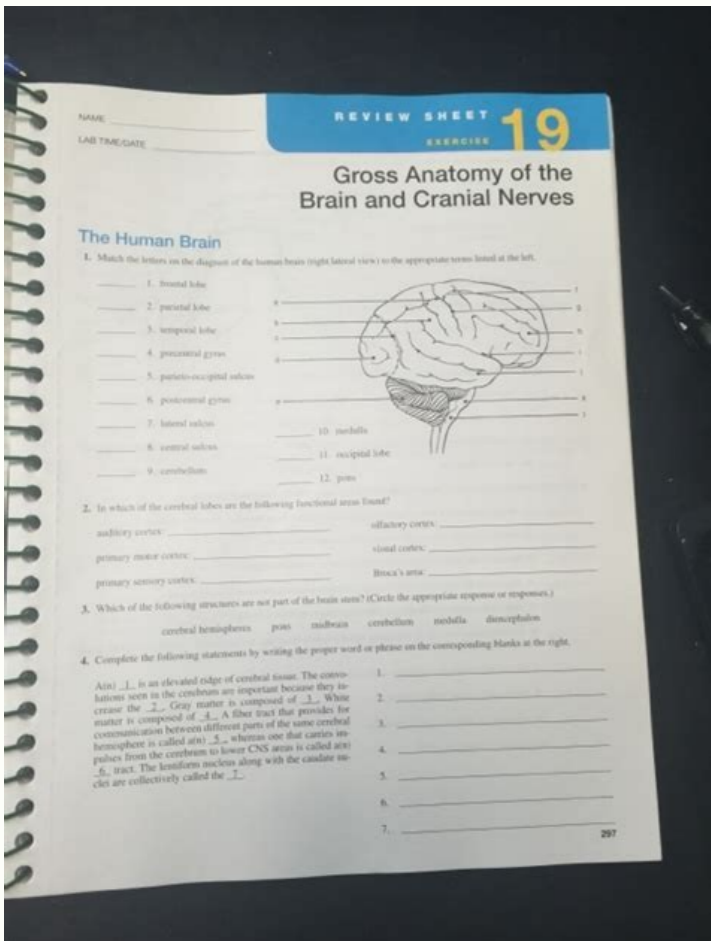 NAME
REVIEW SHEET
EXERCISE
19
LAB TIME/DATE
Gross Anatomy of the
Brain and Cranial Nerves
The Human Brain
1. Match the letters on the diagram of the human brain (right lateral view) to the appropriate terms listed at the left.
1. frontal lobe
2. parietal lobe
3. temporal lobe
4. precentral gyrus
5. parieto-occipital sulcus
6. postcentral gyrus
7. lateral sulcus
8. central sulcus
9. cerebellum
10. medulla
11. occipital lobe
12. pons
2. In which of the cerebral lobes are the following functional areas found?
auditory cortex: olfactory cortex:
primary motor cortex: visual cortex:
primary sensory cortex: Broca's area:
3. Which of the following structures are not part of the brain stem? (Circle the appropriate response or responses.)
cerebral hemispheres pons midbrain cerebellum medulla diencephalon
4. Complete the following statements by writing the proper word or phrase on the corresponding blanks at the right.
A(n) 1 is an elevated ridge of cerebral tissue. The convo-
lutions seen in the cerebrum are important because they in-
crease the 2. Gray matter is composed of 3. White
matter is composed of 4. A fiber tract that provides for
communication between different parts of the same cerebral
hemisphere is called a(n) 5, whereas one that carries im-
pulses from the cerebrum to lower CNS areas is called a(n)
6 tract. The lentiform nucleus along with the caudate nu-
clei are collectively called the 7.
1.
2.
3.
4.
5.
6.
7.
297